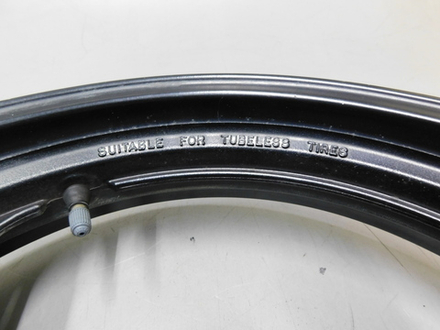 SUITABLE FOR TUBELESS TIRES